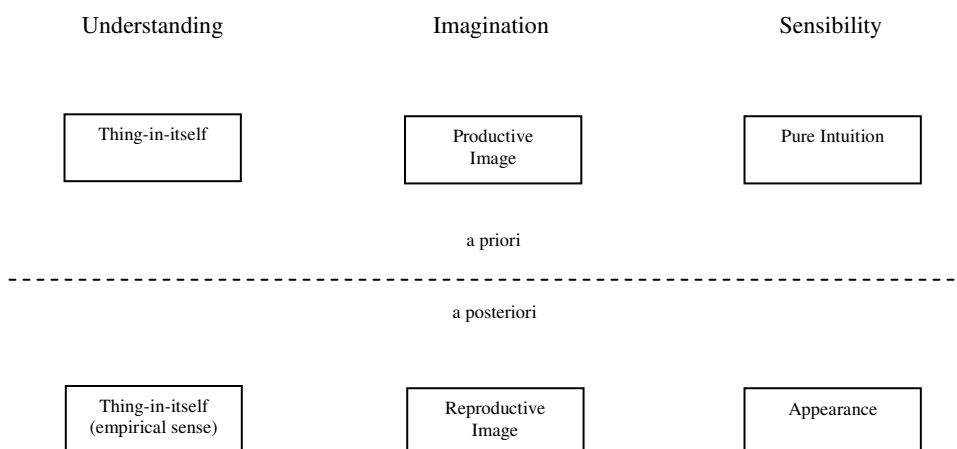 Understanding
Imagination
Sensibility
Thing-in-itself
Productive
Image
Pure Intuition
a priori
a posteriori
Thing-in-itself
(empirical sense)
Reproductive
Image
Appearance